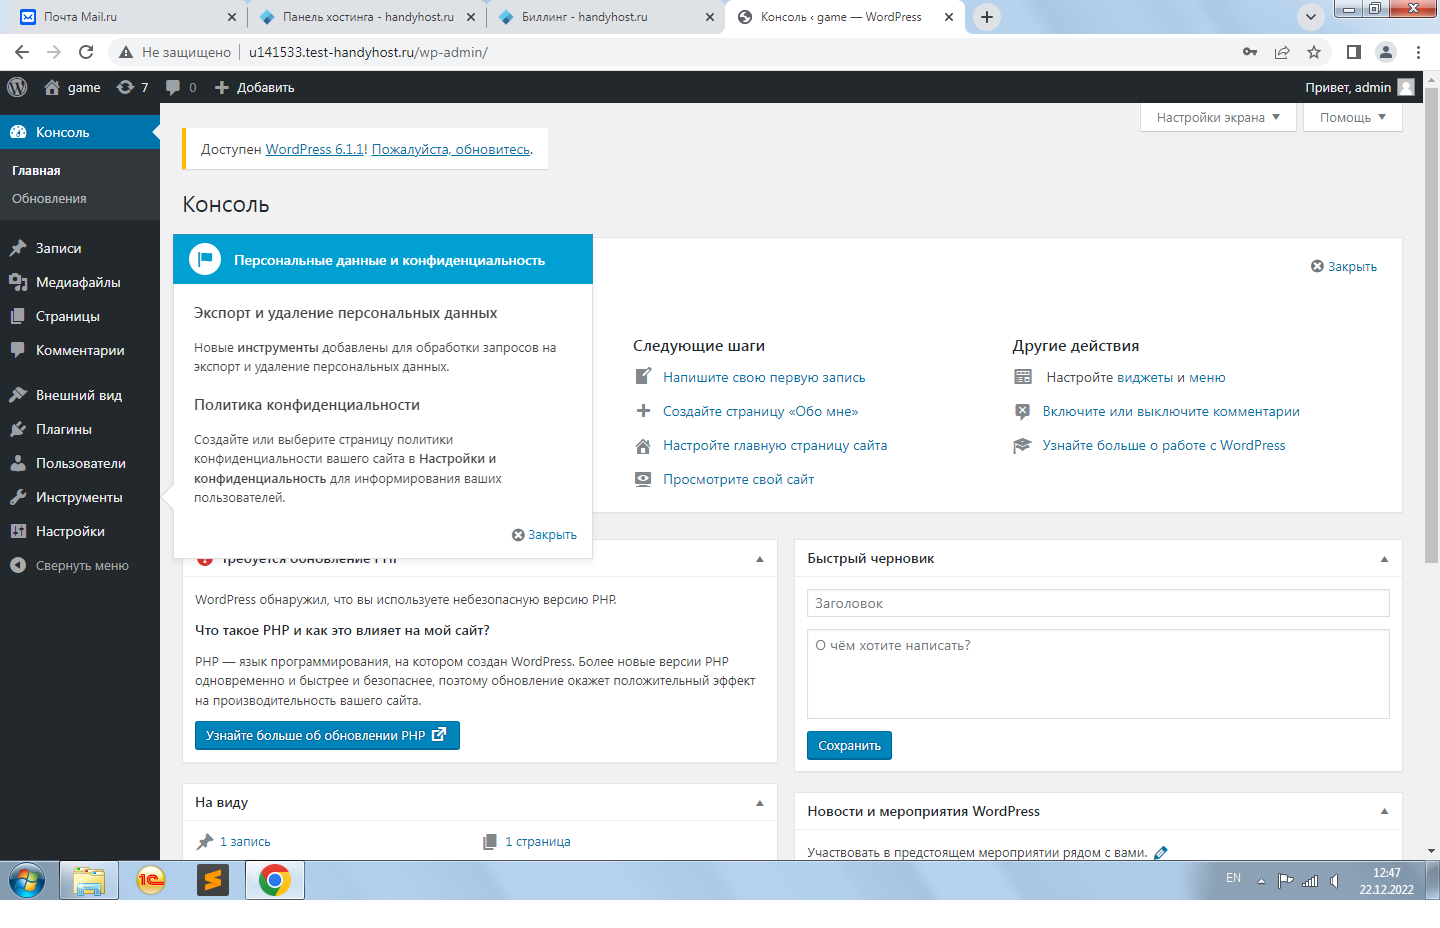 Почта Mail.ru
Панель хостинга - handyhost.ru
Биллинг - handyhost.ru
Консоль ‹ game — WordPress
Не защищено
u141533.test-handyhost.ru/wp-admin/
game
7
0
Добавить
Привет, admin
Консоль
Главная
Обновления
Записи
Медиафайлы
Страницы
Комментарии
Внешний вид
Плагины
Пользователи
Инструменты
Настройки
Свернуть меню
Настройки экрана
Помощь
Доступен WordPress 6.1.1! Пожалуйста, обновитесь.
Консоль
Персональные данные и конфиденциальность
Экспорт и удаление персональных данных
Новые инструменты добавлены для обработки запросов на
экспорт и удаление персональных данных.
Политика конфиденциальности
Создайте или выберите страницу политики
конфиденциальности вашего сайта в Настройки и
конфиденциальность для информирования ваших
пользователей.
Закрыть
Закрыть
Следующие шаги
Напишите свою первую запись
Создайте страницу «Обо мне»
Настройте главную страницу сайта
Просмотрите свой сайт
Другие действия
Настройте виджеты и меню
Включите или выключите комментарии
Узнайте больше о работе с WordPress
Требуется обновление PHP
WordPress обнаружил, что вы используете небезопасную версию PHP.
Что такое PHP и как это влияет на мой сайт?
PHP — язык программирования, на котором создан WordPress. Более новые версии PHP
одновременно и быстрее и безопаснее, поэтому обновление окажет положительный эффект
на производительность вашего сайта.
Узнайте больше об обновлении PHP
На виду
1 запись
1 страница
Быстрый черновик
Заголовок
О чём хотите написать?
Сохранить
Новости и мероприятия WordPress
Участвовать в предстоящем мероприятии рядом с вами.
1С
EN
12:47
22.12.2022